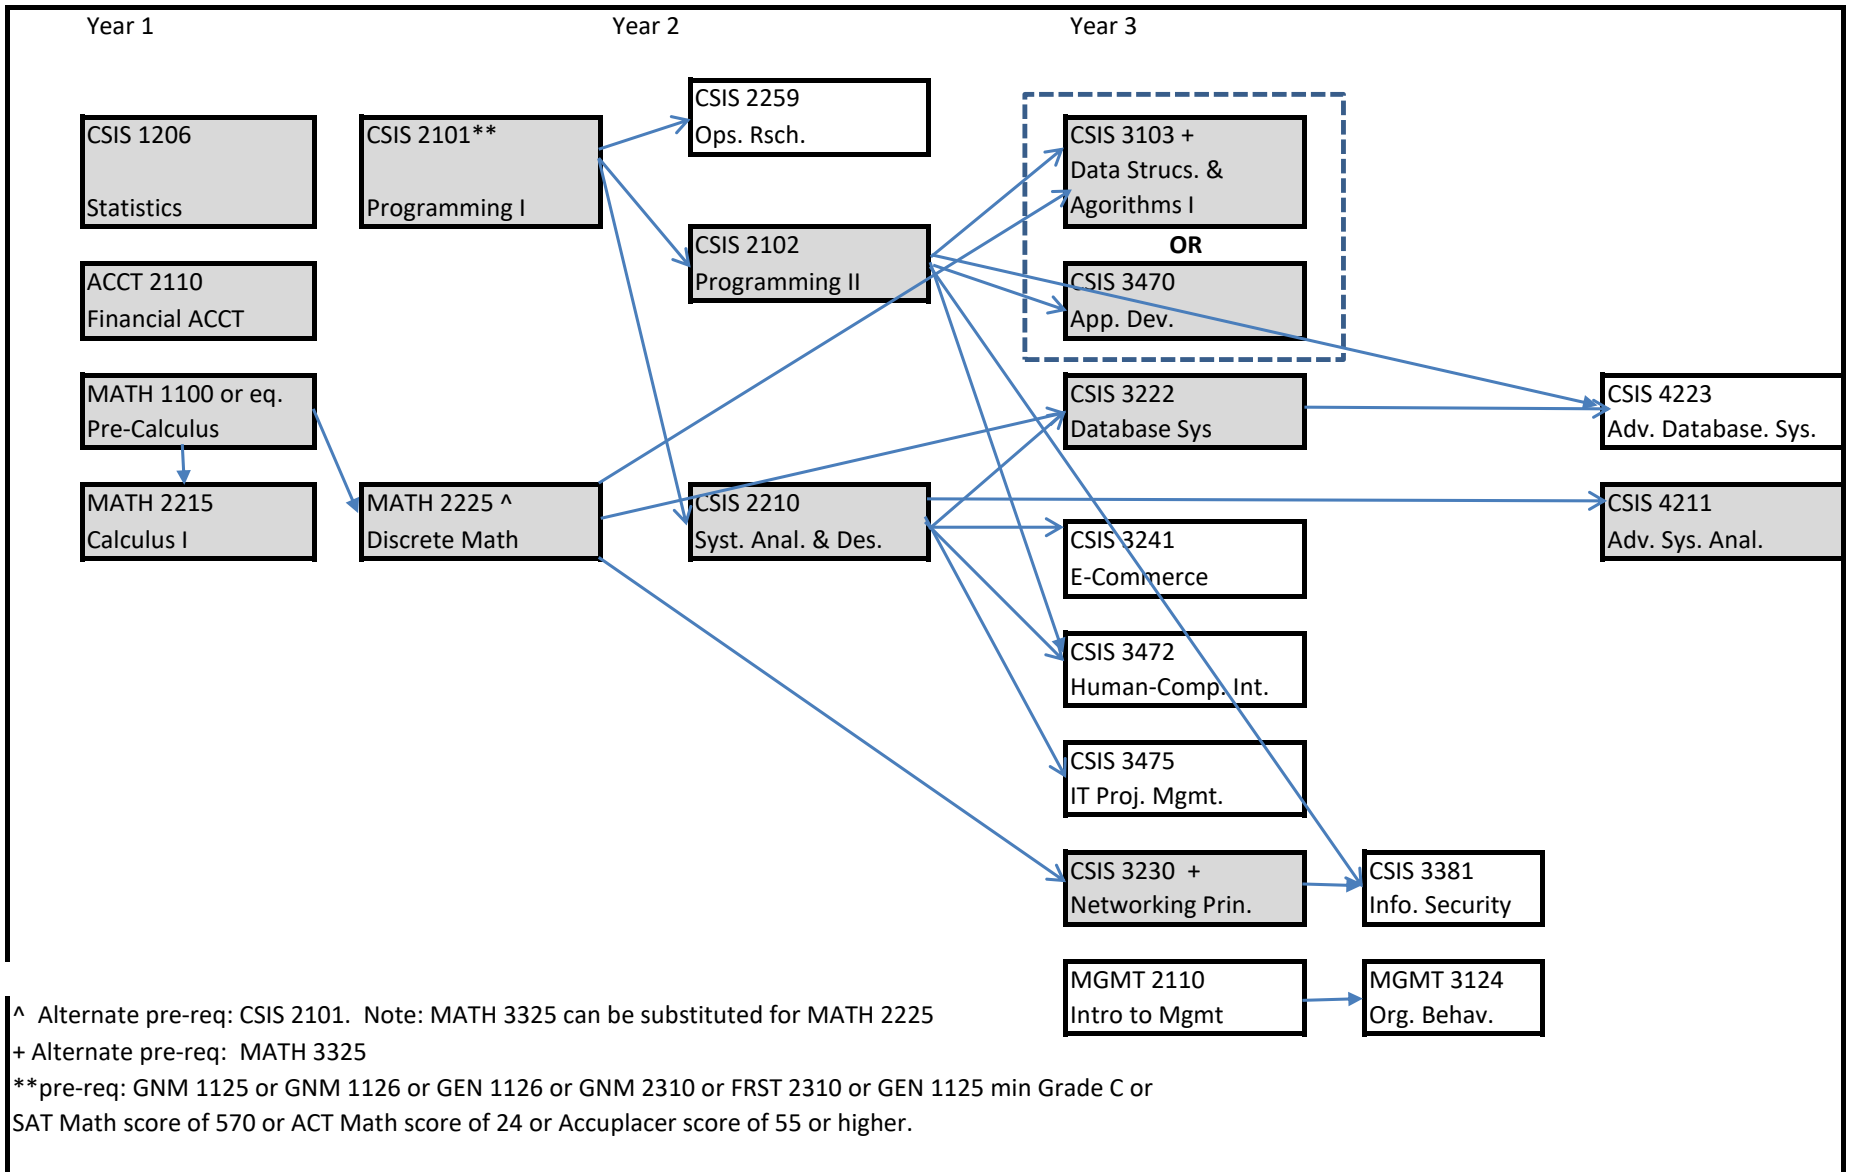 Year 1
Year 2
Year 3
CSIS 1206
Statistics
CSIS 2101**
Programming I
CSIS 2259
Ops. Rsch.
CSIS 3103 +
Data Strucs. &
Agorithms I
OR
CSIS 2102
Programming II
ACCT 2110
Financial ACCT
CSIS 3470
App. Dev.
MATH 1100 or eq.
Pre-Calculus
CSIS 3222
Database Sys
CSIS 4223
Adv. Database. Sys.
MATH 2215
Calculus I
MATH 2225 ^
Discrete Math
CSIS 2210
Syst. Anal. & Des.
CSIS 4211
Adv. Sys. Anal.
CSIS 3241
E-Commerce
CSIS 3472
Human-Comp. Int.
CSIS 3475
IT Proj. Mgmt.
CSIS 3230 +
Networking Prin.
CSIS 3381
Info. Security
MGMT 2110
Intro to Mgmt
MGMT 3124
Org. Behav.
^ Alternate pre-req: CSIS 2101. Note: MATH 3325 can be substituted for MATH 2225
+ Alternate pre-req: MATH 3325
**pre-req: GNM 1125 or GNM 1126 or GEN 1126 or GNM 2310 or FRST 2310 or GEN 1125 min Grade C or
SAT Math score of 570 or ACT Math score of 24 or Accuplacer score of 55 or higher.